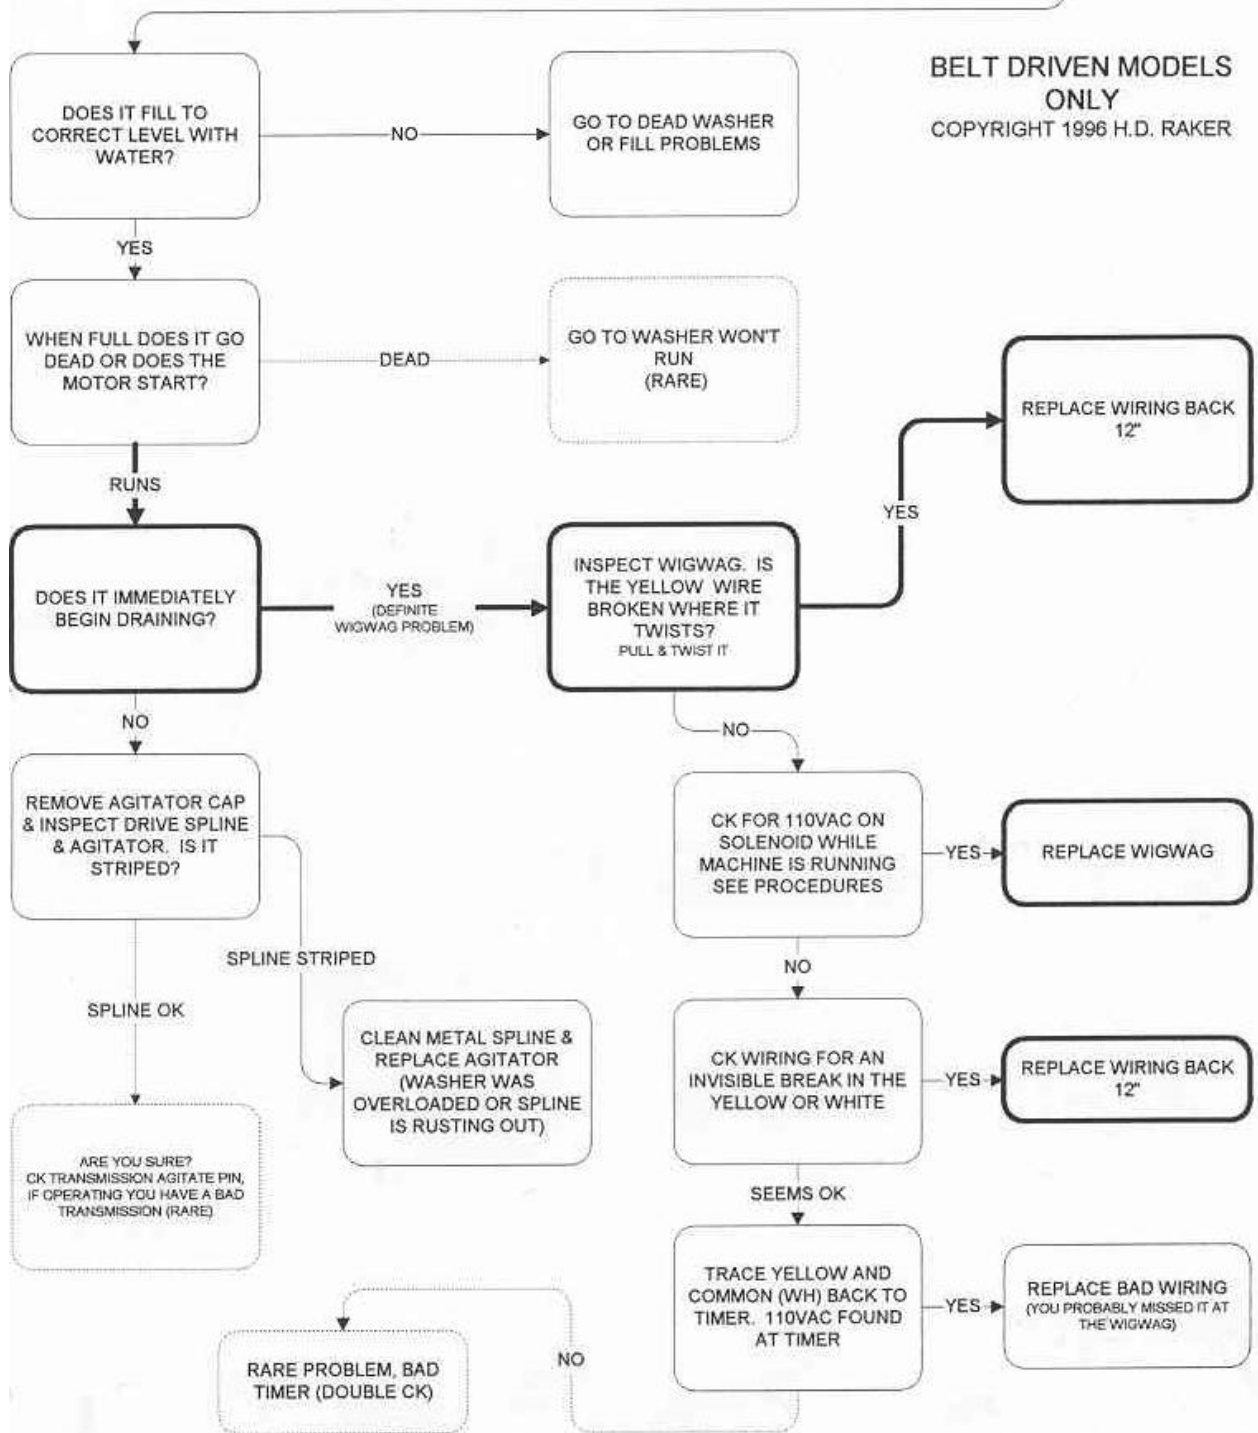 BELT DRIVEN MODELS
ONLY
COPYRIGHT 1996 H.D. RAKER
DOES IT FILL TO
CORRECT LEVEL WITH
WATER?
NO
GO TO DEAD WASHER
OR FILL PROBLEMS
YES
WHEN FULL DOES IT GO
DEAD OR DOES THE
MOTOR START?
DEAD
GO TO WASHER WON'T
RUN
(RARE)
RUNS
DOES IT IMMEDIATELY
BEGIN DRAINING?
YES
(DEFINITE
WIGWAG PROBLEM)
INSPECT WIGWAG. IS
THE YELLOW WIRE
BROKEN WHERE IT
TWISTS?
PULL & TWIST IT
YES
REPLACE WIRING BACK
12"
NO
REMOVE AGITATOR CAP
& INSPECT DRIVE SPLINE
& AGITATOR. IS IT
STRIPED?
NO
CK FOR 110VAC ON
SOLENOID WHILE
MACHINE IS RUNNING
SEE PROCEDURES
YES
REPLACE WIGWAG
SPLINE STRIPED
SPLINE OK
CLEAN METAL SPLINE &
REPLACE AGITATOR
(WASHER WAS
OVERLOADED OR SPLINE
IS RUSTING OUT)
NO
CK WIRING FOR AN
INVISIBLE BREAK IN THE
YELLOW OR WHITE
YES
REPLACE WIRING BACK
12"
ARE YOU SURE?
CK TRANSMISSION AGITATE PIN,
IF OPERATING YOU HAVE A BAD
TRANSMISSION (RARE)
SEEMS OK
TRACE YELLOW AND
COMMON (WH) BACK TO
TIMER. 110VAC FOUND
AT TIMER
YES
REPLACE BAD WIRING
(YOU PROBABLY MISSED IT AT
THE WIGWAG)
NO
RARE PROBLEM, BAD
TIMER (DOUBLE CK)